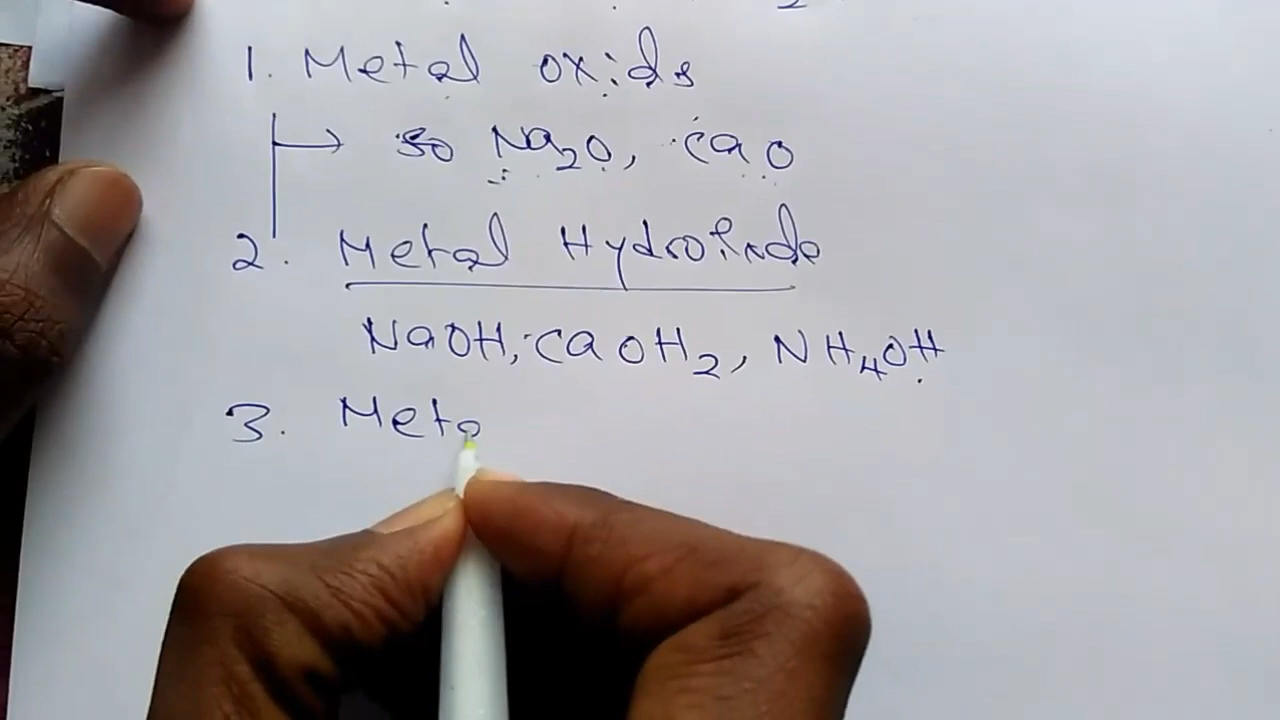 1. Metal oxids
so Na₂O, CaO
2. Metal Hydroxide
NaOH, CaOH₂, NH₄OH
3. Meta